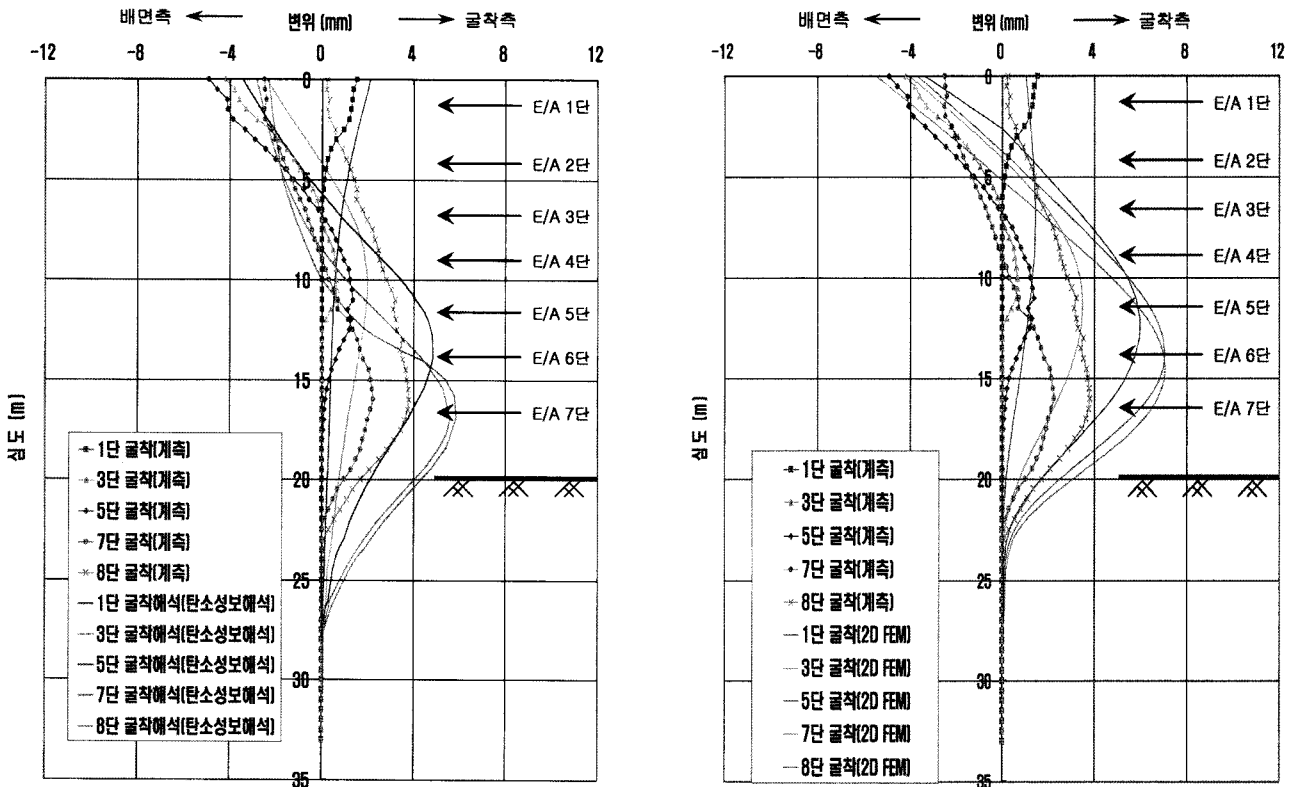 배면측
변위 (mm)
굴착측
-12
-8
-4
0
4
8
12
0
5
10
15
20
25
30
35
심도 (m)
E/A 1단
E/A 2단
E/A 3단
E/A 4단
E/A 5단
E/A 6단
E/A 7단
1단 굴착(계측)
3단 굴착(계측)
5단 굴착(계측)
7단 굴착(계측)
8단 굴착(계측)
1단 굴착해석(탄소성보해석)
3단 굴착해석(탄소성보해석)
5단 굴착해석(탄소성보해석)
7단 굴착해석(탄소성보해석)
8단 굴착해석(탄소성보해석)
배면측
변위 (mm)
굴착측
-12
-8
-4
0
4
8
12
0
5
10
15
20
25
30
35
심도 (m)
E/A 1단
E/A 2단
E/A 3단
E/A 4단
E/A 5단
E/A 6단
E/A 7단
1단 굴착(계측)
3단 굴착(계측)
5단 굴착(계측)
7단 굴착(계측)
8단 굴착(계측)
1단 굴착(2D FEM)
3단 굴착(2D FEM)
5단 굴착(2D FEM)
7단 굴착(2D FEM)
8단 굴착(2D FEM)